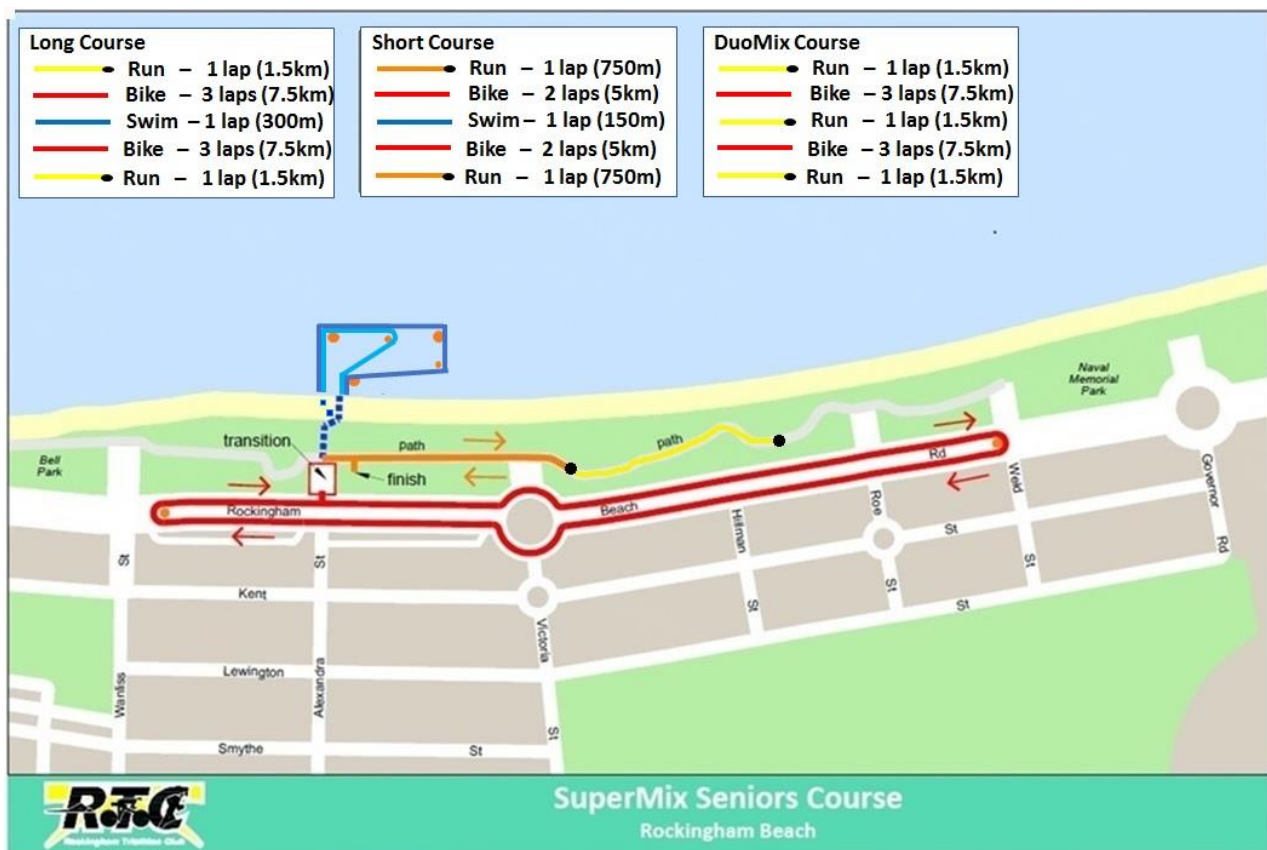 Long Course
Run – 1 lap (1.5km)
Bike – 3 laps (7.5km)
Swim – 1 lap (300m)
Bike – 3 laps (7.5km)
Run – 1 lap (1.5km)
Short Course
Run – 1 lap (750m)
Bike – 2 laps (5km)
Swim – 1 lap (150m)
Bike – 2 laps (5km)
Run – 1 lap (750m)
DuoMix Course
Run – 1 lap (1.5km)
Bike – 3 laps (7.5km)
Run – 1 lap (1.5km)
Bike – 3 laps (7.5km)
Run – 1 lap (1.5km)
Naval
Memorial
Park
transition
path
path
Bell
Park
finish
Rockingham
Beach
Rd
Weld
St
Governor
Rd
Roe
St
Hillman
St
St
St
Wanliss
St
Alexandra
St
Kent
Victoria
St
Lewington
Smythe
St
R.T.C
Rockingham Triathlon Club
SuperMix Seniors Course
Rockingham Beach